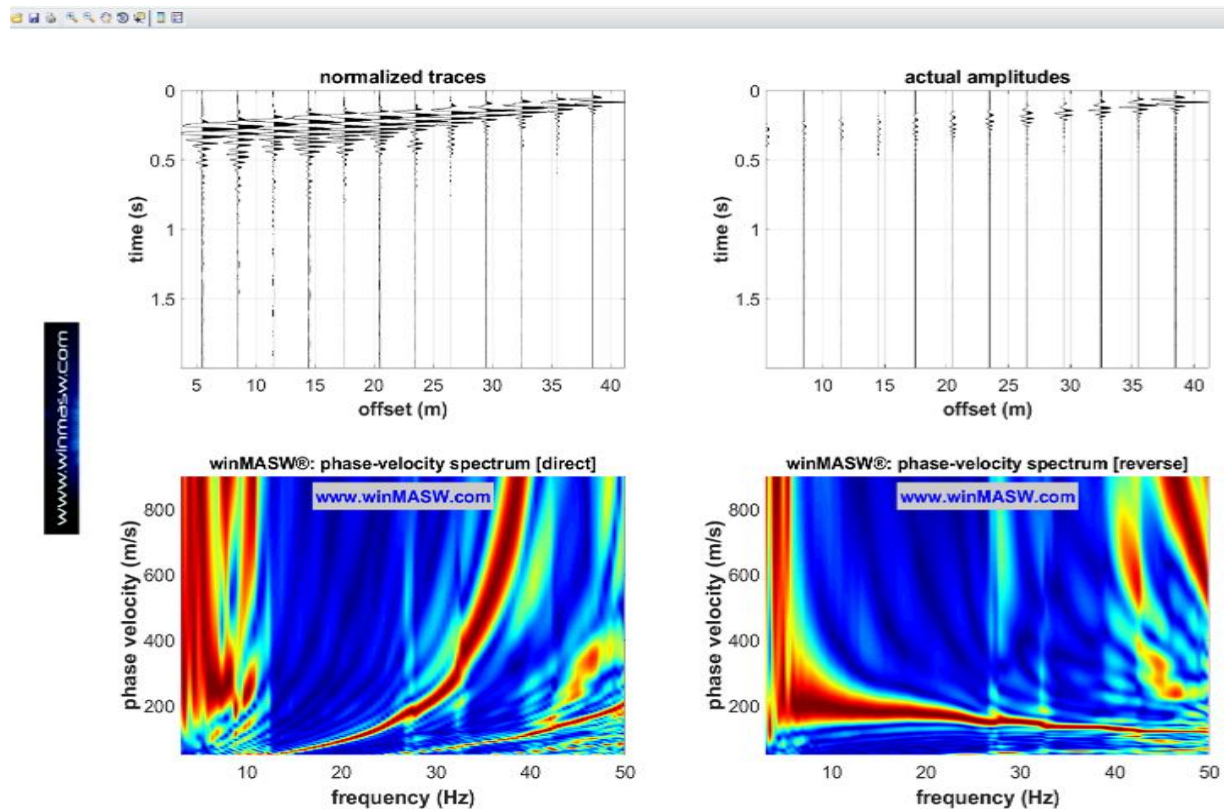 normalized traces
0
0.5
1
1.5
time (s)
5 10 15 20 25 30 35 40
offset (m)
actual amplitudes
0
0.5
1
1.5
time (s)
10 15 20 25 30 35 40
offset (m)
www.winmasw.com
winMASW®: phase-velocity spectrum [direct]
www.winMASW.com
800
600
400
200
phase velocity (m/s)
10 20 30 40 50
frequency (Hz)
winMASW®: phase-velocity spectrum [reverse]
www.winMASW.com
800
600
400
200
phase velocity (m/s)
10 20 30 40 50
frequency (Hz)